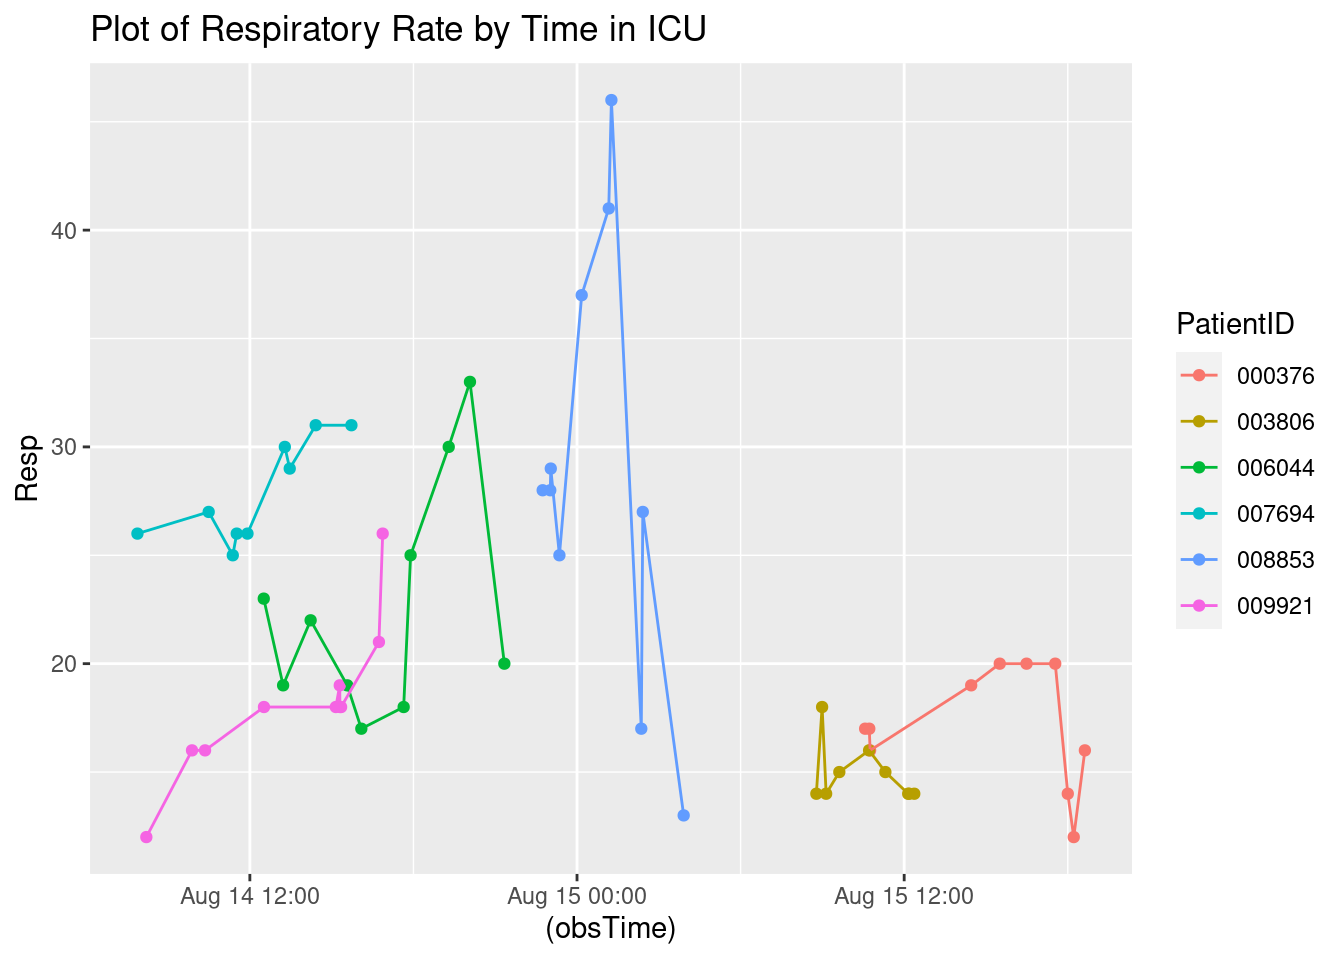 Plot of Respiratory Rate by Time in ICU
Resp
40
30
20
Aug 14 12:00
Aug 15 00:00
Aug 15 12:00
(obsTime)
PatientID
000376
003806
006044
007694
008853
009921